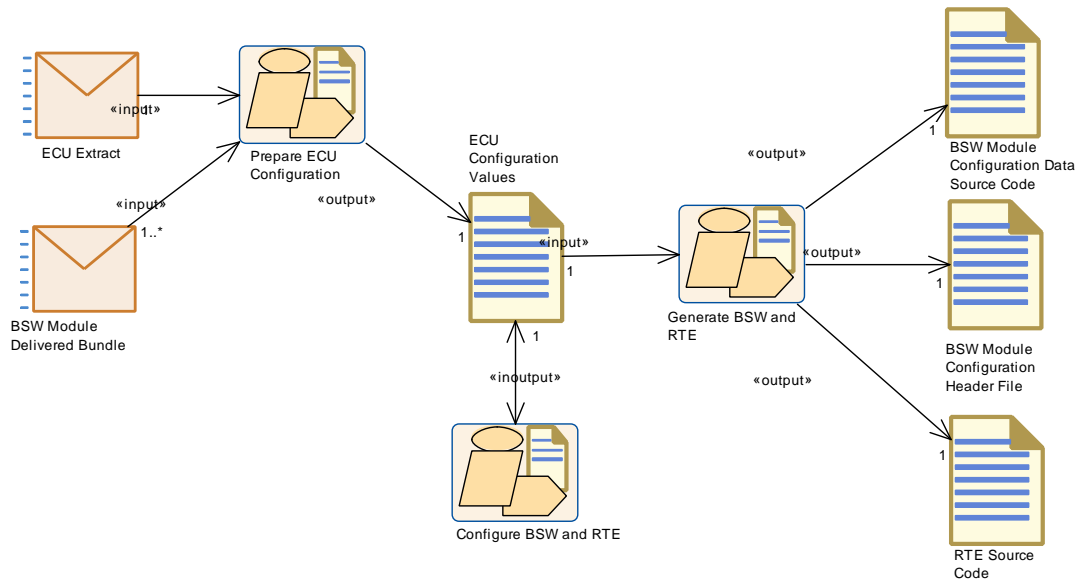 «input»
1
ECU Extract
Prepare ECU
Configuration
«input»
1..*
BSW Module
Delivered Bundle
«output»
ECU
Configuration
Values
1
«input»
1
1
«inoutput»
Configure BSW and RTE
Generate BSW and
RTE
«output»
1
BSW Module
Configuration Data
Source Code
«output»
1
BSW Module
Configuration
Header File
«output»
1
RTE Source
Code